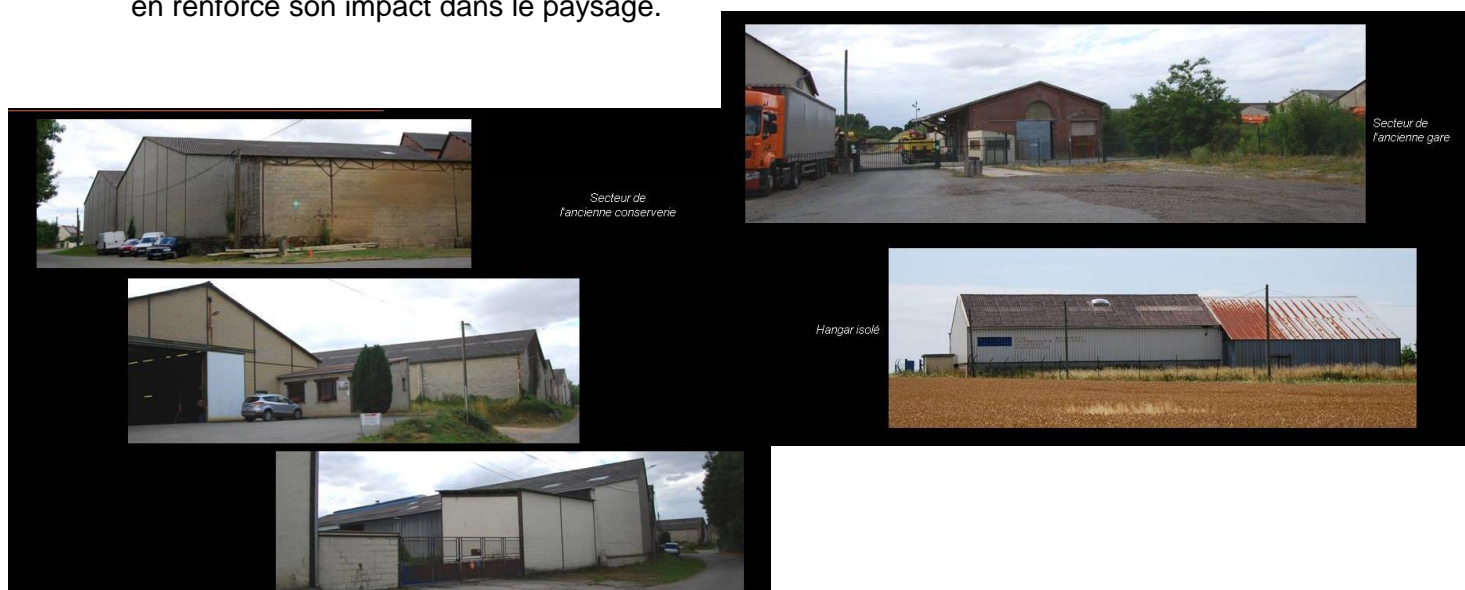 en renforce son impact dans le paysage.
Secteur de
l'ancienne gare
Secteur de
l'ancienne conserverie
Hangar isolé